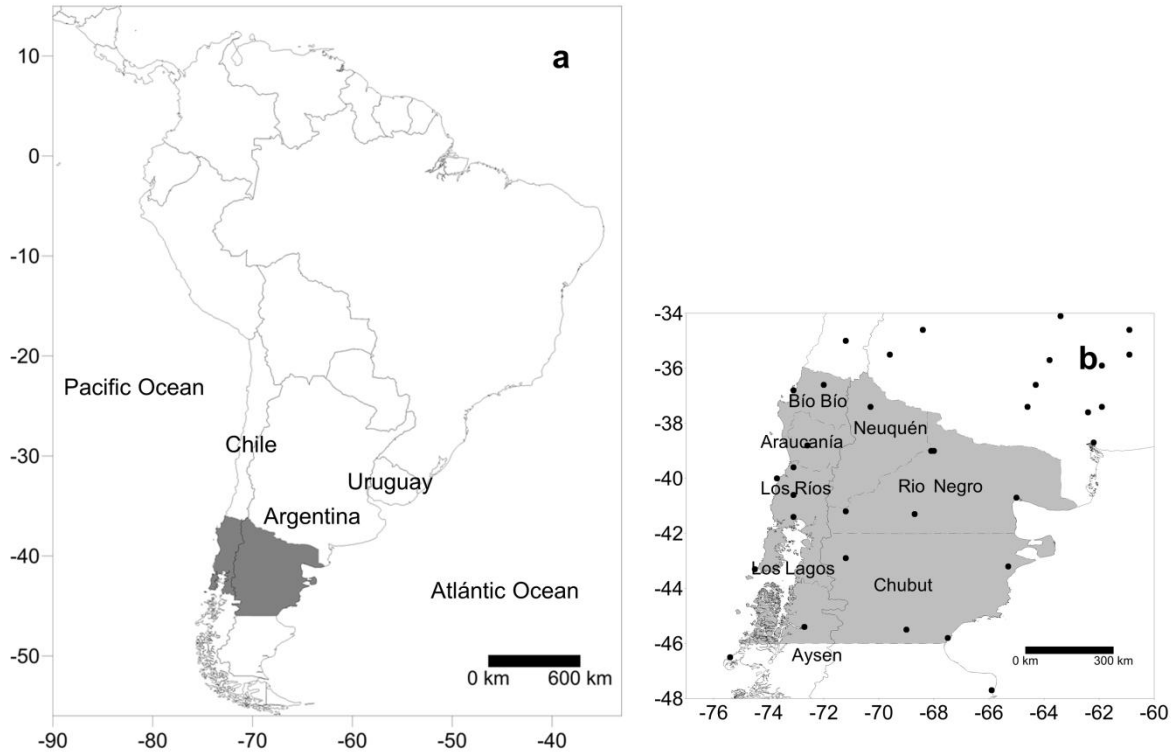 a
10
0
-10
-20
-30
-40
-50
Pacific Ocean
Chile
Uruguay
Argentina
Atlántic Ocean
0 km 600 km
-90 -80 -70 -60 -50 -40
b
-34
-36
-38
-40
-42
-44
-46
-48
Bío Bío
Neuquén
Araucanía
Los Ríos
Rio Negro
Los Lagos
Chubut
Aysen
0 km 300 km
-76 -74 -72 -70 -68 -66 -64 -62 -60